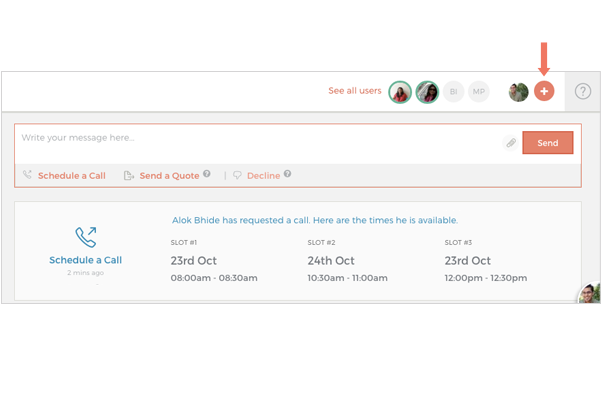 See all users
BI
MP
+
?
Write your message here...
Send
Schedule a Call
Send a Quote ?
| Decline ?
Alok Bhide has requested a call. Here are the times he is available.
Schedule a Call
2 mins ago
SLOT #1
23rd Oct
08:00am - 08:30am
SLOT #2
24th Oct
10:30am - 11:00am
SLOT #3
23rd Oct
12:00pm - 12:30pm